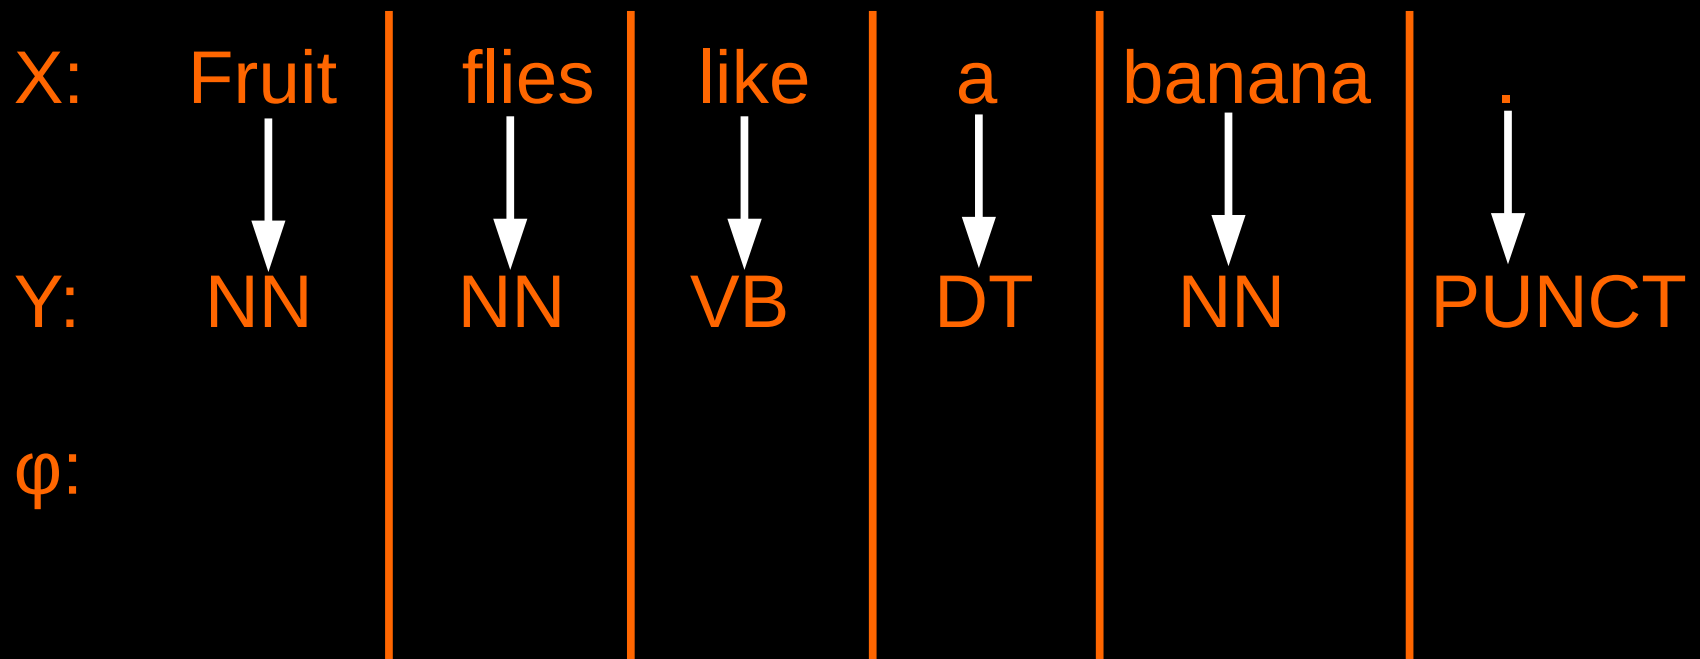 X: Fruit flies like a banana .
Y: NN NN VB DT NN PUNCT
φ: